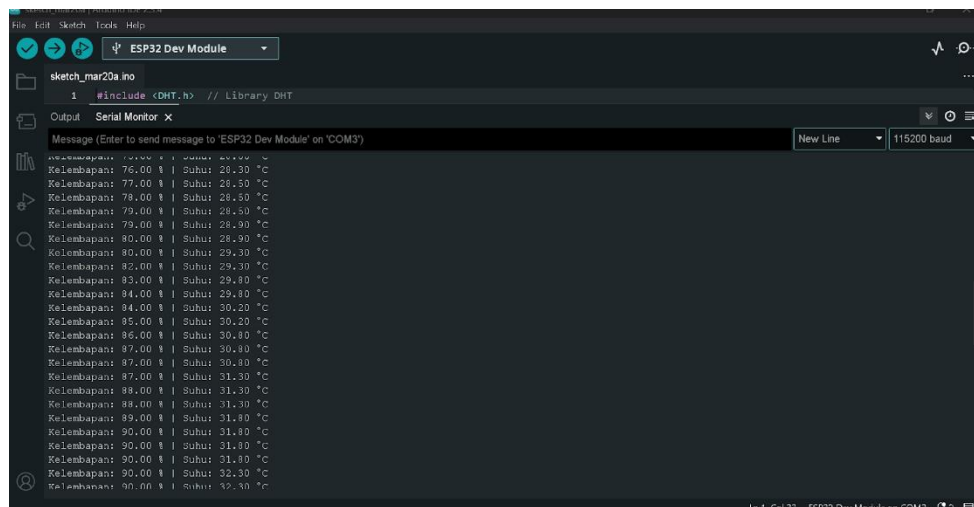 File Edit Sketch Tools Help
ESP32 Dev Module
sketch_mar20a.ino
1 #include <DHT.h> // Library DHT
Output Serial Monitor X
Message (Enter to send message to 'ESP32 Dev Module' on 'COM3') New Line 115200 baud
Kelembapan: 76.00 % | Suhu: 28.30 °C
Kelembapan: 77.00 % | Suhu: 28.50 °C
Kelembapan: 78.00 % | Suhu: 28.50 °C
Kelembapan: 79.00 % | Suhu: 28.50 °C
Kelembapan: 79.00 % | Suhu: 28.90 °C
Kelembapan: 80.00 % | Suhu: 28.90 °C
Kelembapan: 80.00 % | Suhu: 29.30 °C
Kelembapan: 82.00 % | Suhu: 29.30 °C
Kelembapan: 83.00 % | Suhu: 29.80 °C
Kelembapan: 84.00 % | Suhu: 29.80 °C
Kelembapan: 84.00 % | Suhu: 30.20 °C
Kelembapan: 85.00 % | Suhu: 30.20 °C
Kelembapan: 86.00 % | Suhu: 30.80 °C
Kelembapan: 87.00 % | Suhu: 30.80 °C
Kelembapan: 87.00 % | Suhu: 30.80 °C
Kelembapan: 87.00 % | Suhu: 31.30 °C
Kelembapan: 88.00 % | Suhu: 31.30 °C
Kelembapan: 88.00 % | Suhu: 31.30 °C
Kelembapan: 89.00 % | Suhu: 31.80 °C
Kelembapan: 90.00 % | Suhu: 31.80 °C
Kelembapan: 90.00 % | Suhu: 31.80 °C
Kelembapan: 90.00 % | Suhu: 31.80 °C
Kelembapan: 90.00 % | Suhu: 32.30 °C
Kelembapan: 90.00 % | Suhu: 32.30 °C